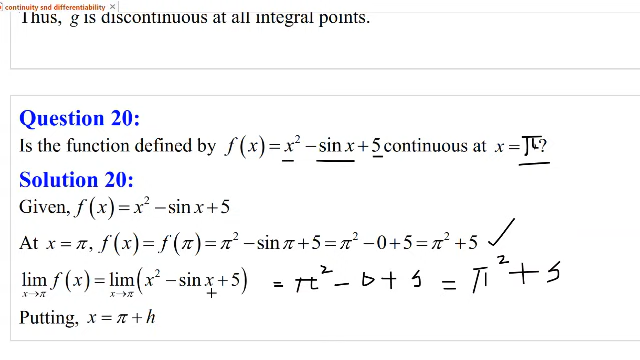 continuity snd differentiability
Thus, g is discontinuous at all integral points.
Question 20:
Is the function defined by f(x) = x² − sin x + 5 continuous at x = π?
Solution 20:
Given, f(x) = x² − sin x + 5
At x = π, f(x) = f(π) = π² − sin π + 5 = π² − 0 + 5 = π² + 5 ✓
lim x→π f(x) = lim x→π (x² − sin x + 5) = π² − 0 + 5 = π² + 5
Putting, x = π + h